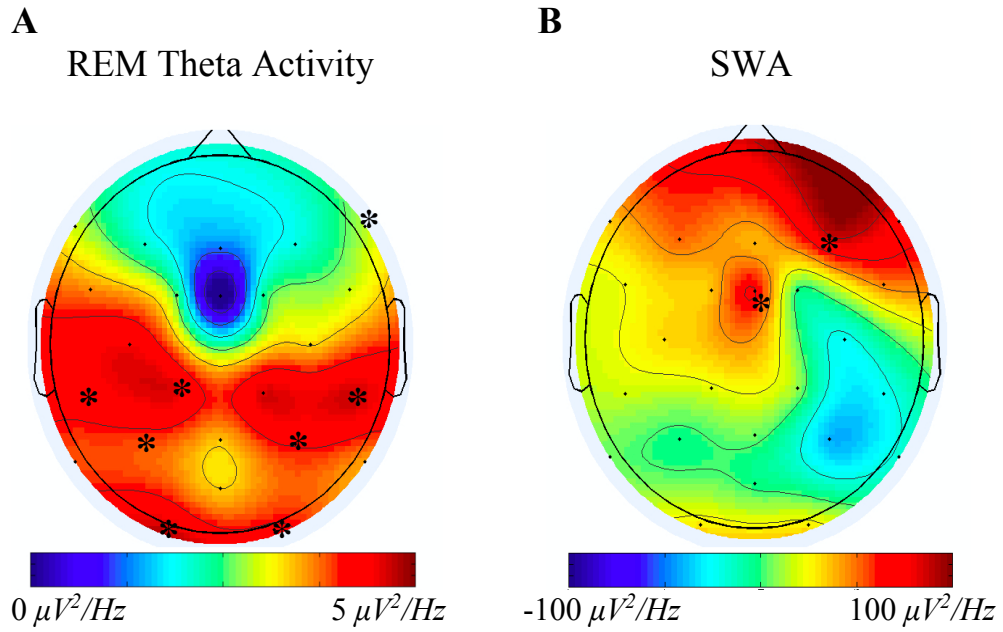 A
B
REM Theta Activity
SWA
*
*
*
*
*
*
*
*
*
*
0 μV²/Hz
5 μV²/Hz
-100 μV²/Hz
100 μV²/Hz